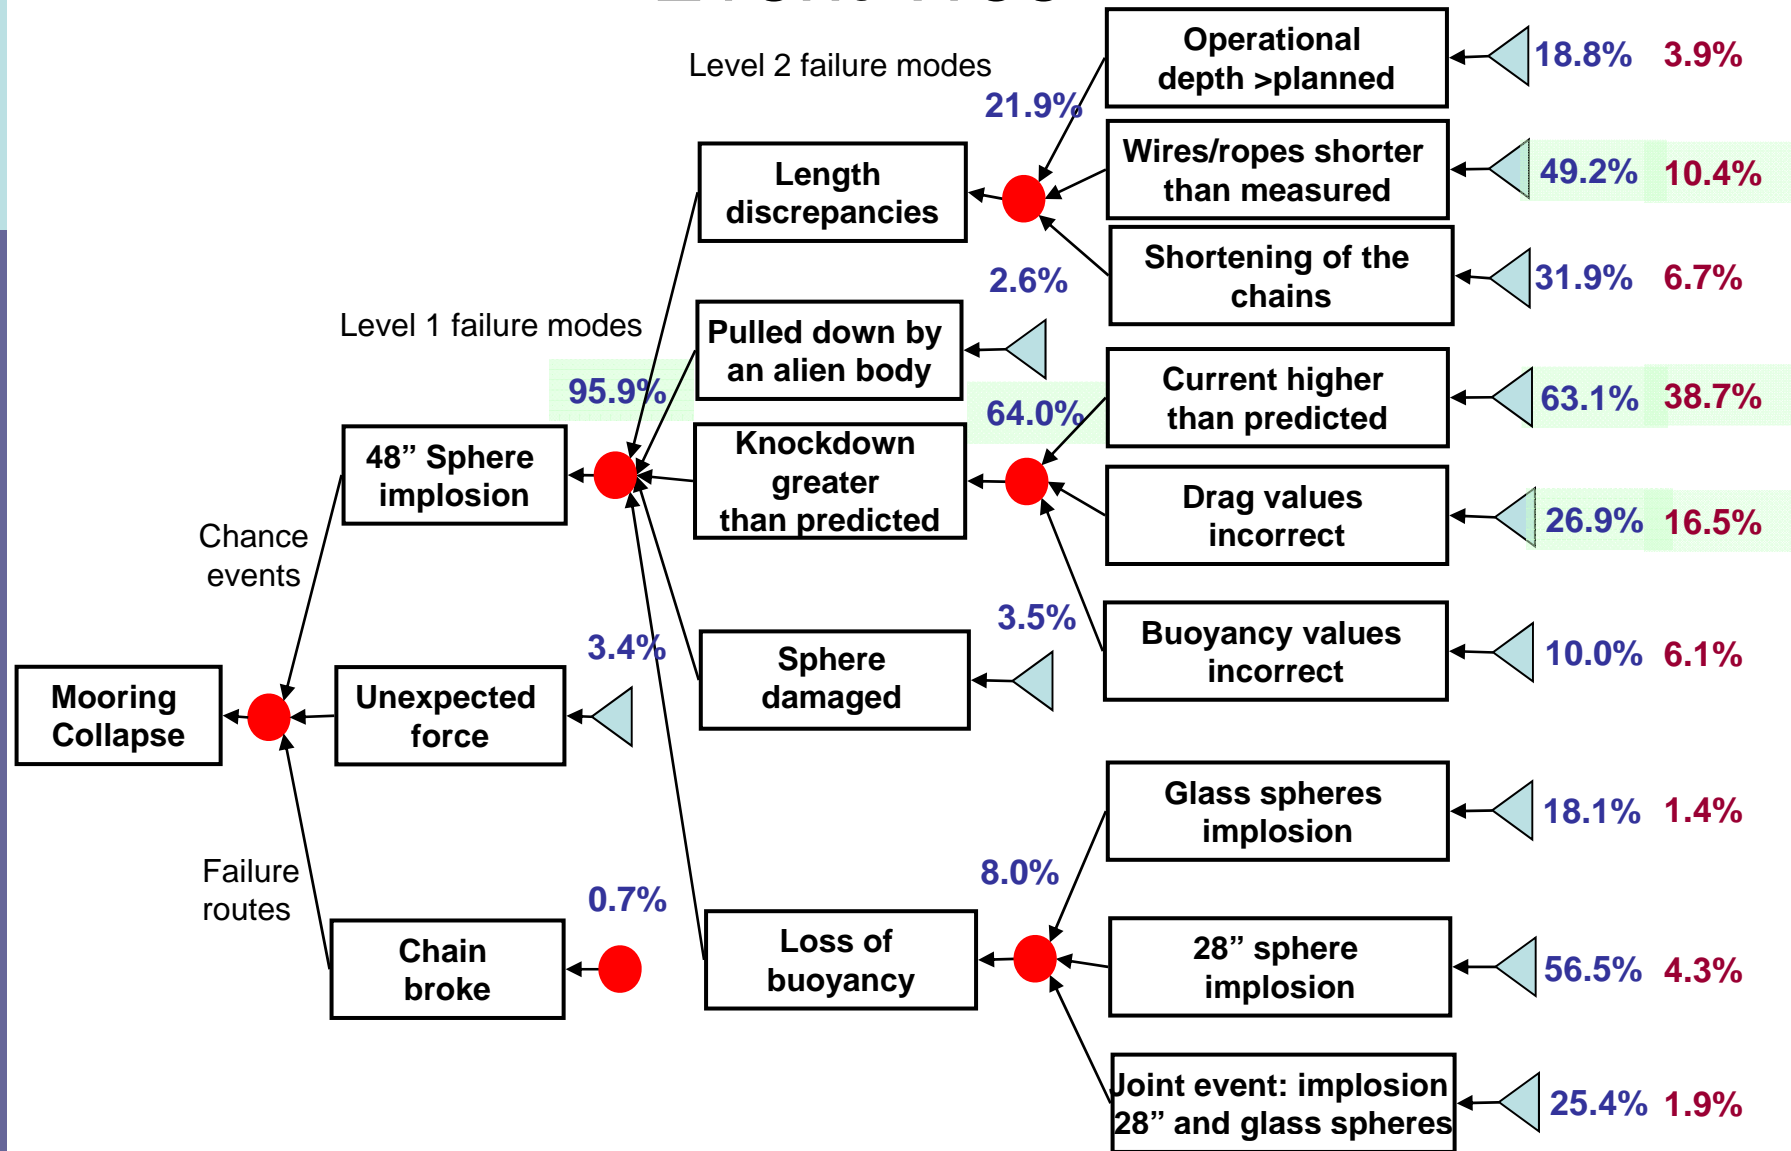 Level 2 failure modes
Operational
depth >planned
18.8% 3.9%
21.9%
Wires/ropes shorter
than measured
49.2% 10.4%
Length
discrepancies
Shortening of the
chains
31.9% 6.7%
2.6%
Level 1 failure modes
Pulled down by
an alien body
95.9%
64.0%
Current higher
than predicted
63.1% 38.7%
48” Sphere
implosion
Knockdown
greater
than predicted
Drag values
incorrect
26.9% 16.5%
Chance
events
3.4%
3.5%
Sphere
damaged
Buoyancy values
incorrect
10.0% 6.1%
Mooring
Collapse
Unexpected
force
Glass spheres
implosion
18.1% 1.4%
Failure
routes
0.7%
8.0%
Chain
broke
Loss of
buoyancy
28” sphere
implosion
56.5% 4.3%
Joint event: implosion
28” and glass spheres
25.4% 1.9%